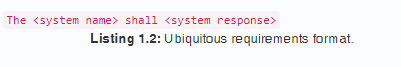 The <system name> shall <system response>
Listing 1.2: Ubiquitous requirements format.